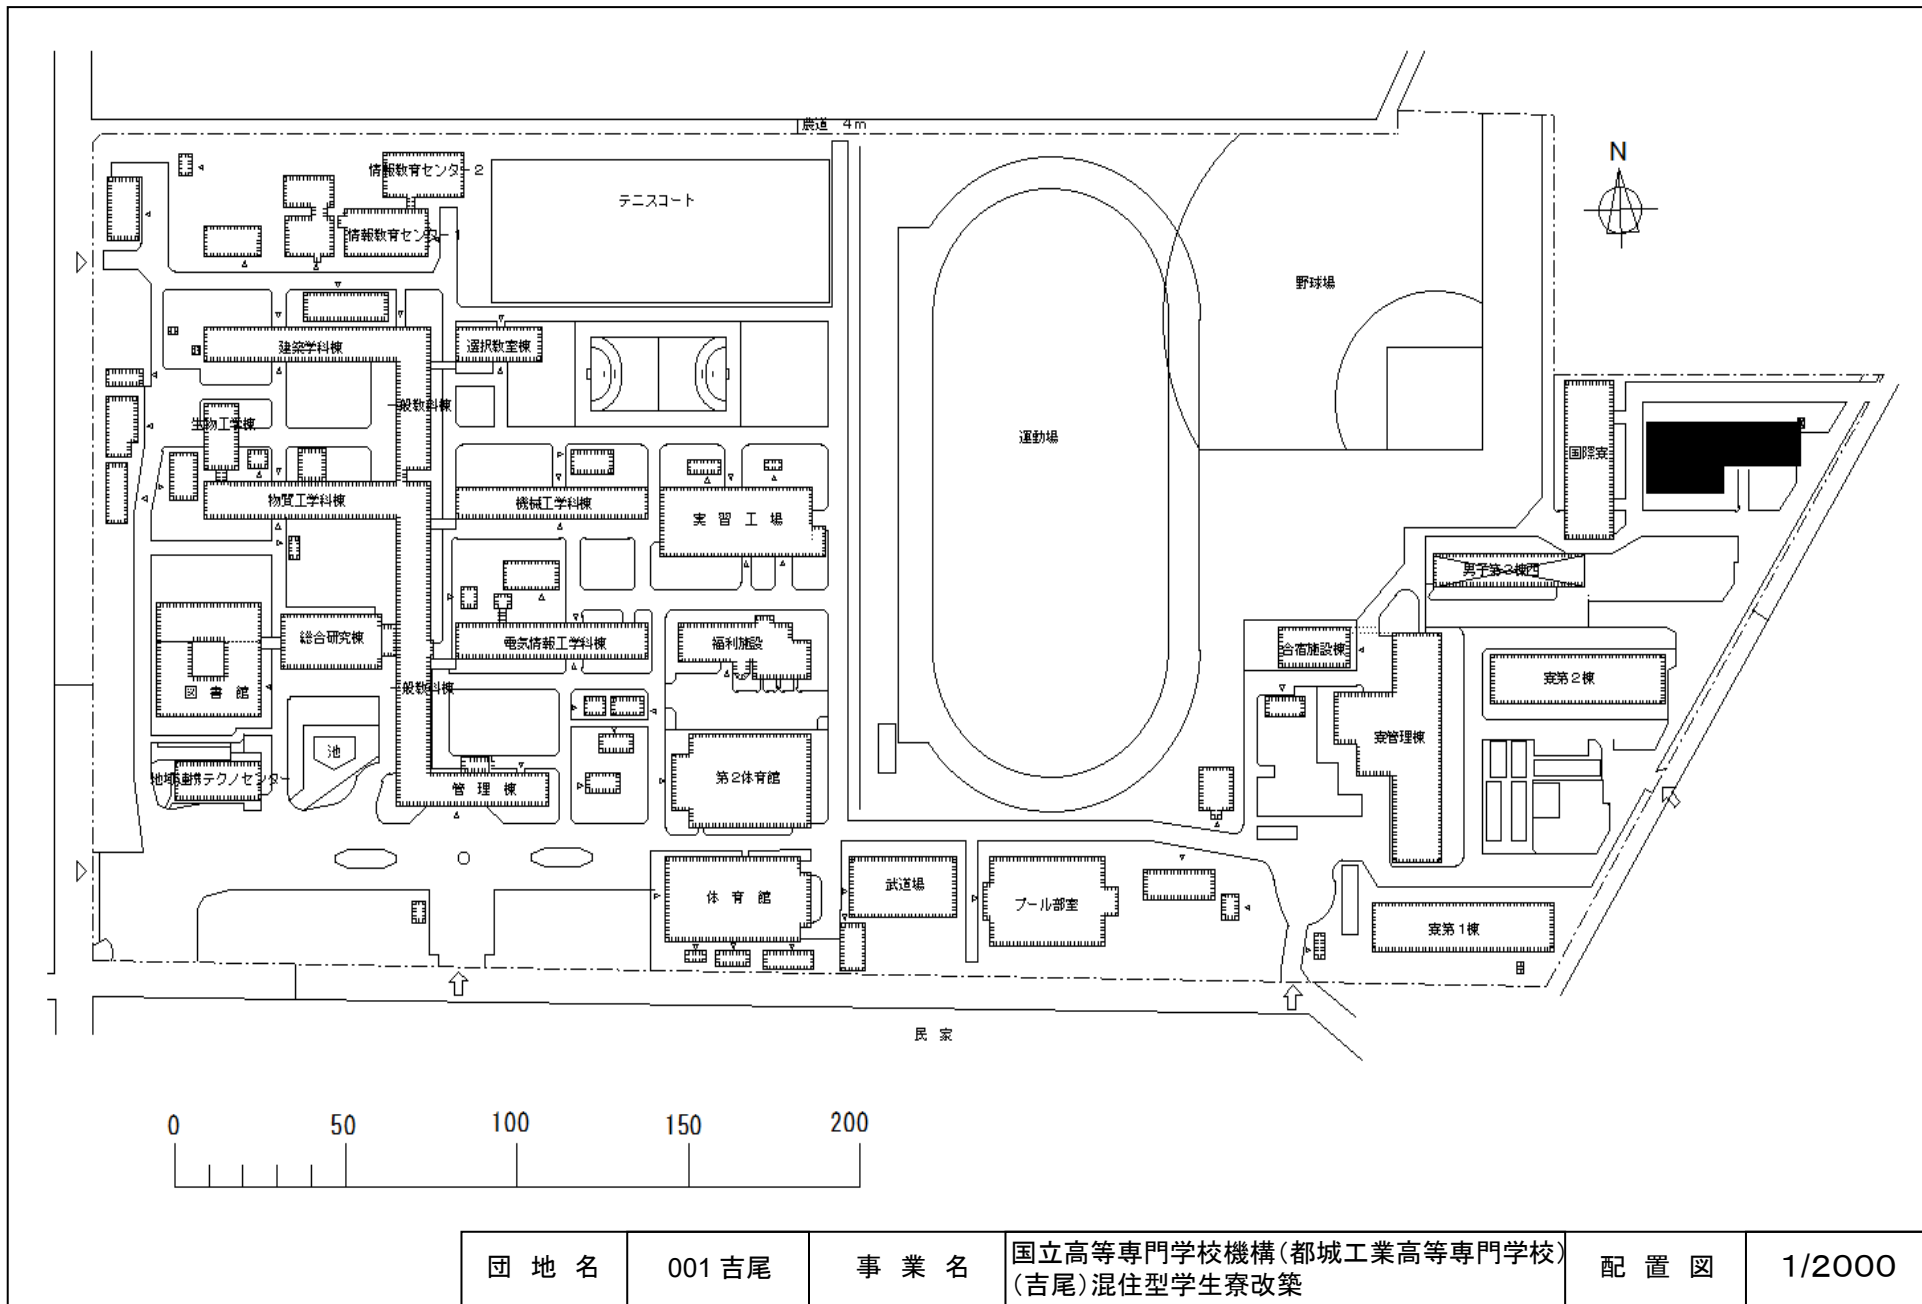 農道 4m
N
情報教育センター2
テニスコート
情報教育センター1
野球場
建築学科棟
選択教室棟
一般教科棟
生物工学棟
運動場
国際寮
物質工学科棟
機械工学科棟
実習工場
男子第3棟西
総合研究棟
電気情報工学科棟
福利施設
合宿施設棟
図書館
一般教科棟
寮第2棟
池
寮管理棟
地域連携テクノセンター
管理棟
第2体育館
体育館
武道場
プール部室
寮第1棟
民家
0 50 100 150 200
団地名
001 吉尾
事業名
国立高等専門学校機構(都城工業高等専門学校)
(吉尾)混住型学生寮改築
配置図
1/2000